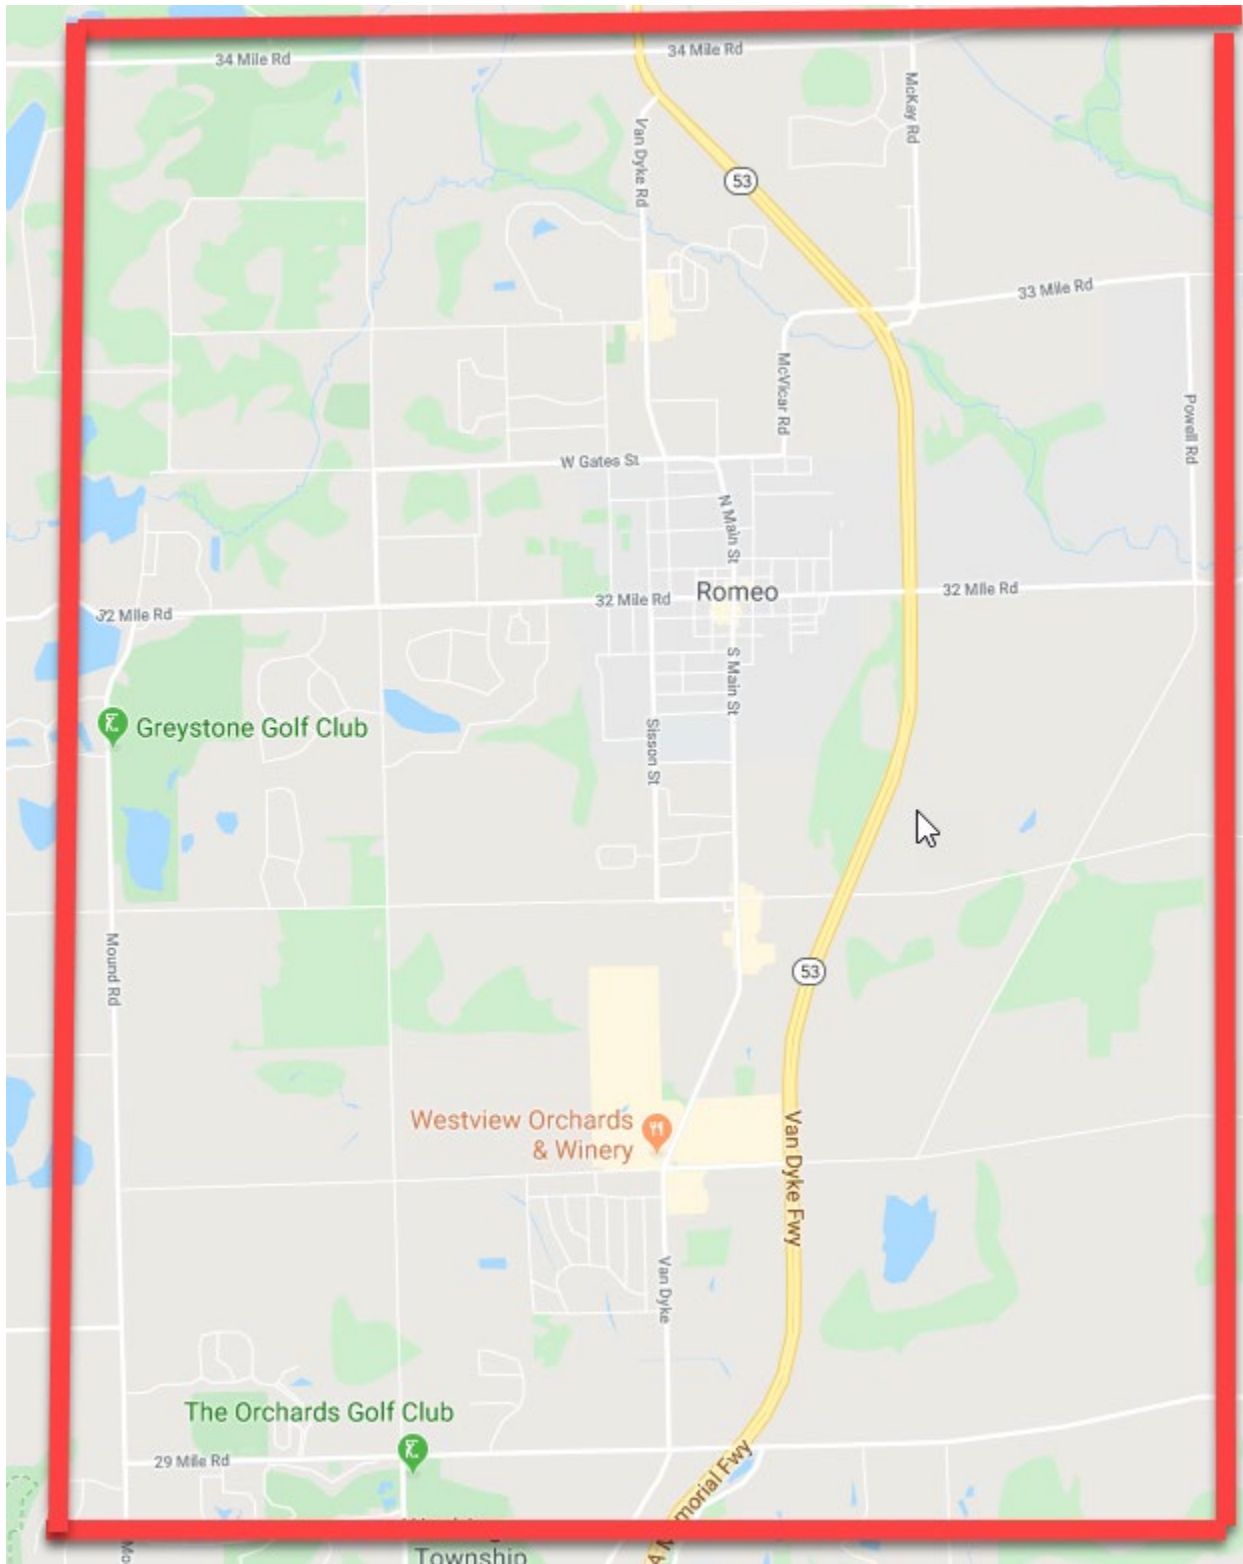 34 Mile Rd
34 Mile Rd
McKay Rd
Van Dyke Rd
53
33 Mile Rd
McVicar Rd
Powell Rd
W Gates St
N Main St
Romeo
32 Mile Rd
32 Mile Rd
32 Mile Rd
S Main St
Greystone Golf Club
Sisson St
Mound Rd
53
Westview Orchards
& Winery
Van Dyke Fwy
Van Dyke
The Orchards Golf Club
29 Mile Rd
morial Fwy
Mo
Township